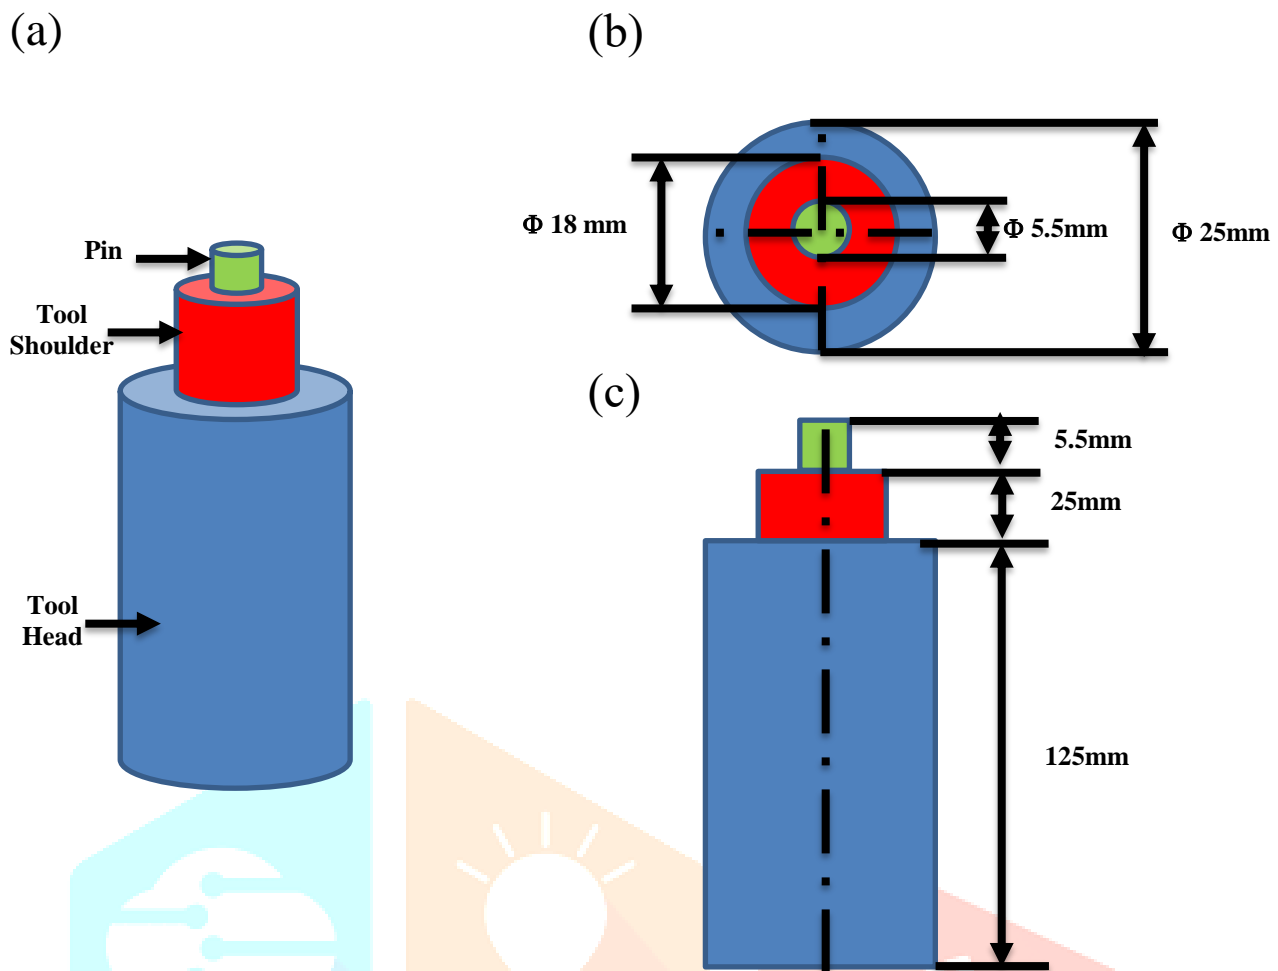 (a)
Pin
Tool
Shoulder
Tool
Head
(b)
Φ 18 mm
Φ 5.5mm
Φ 25mm
(c)
5.5mm
25mm
125mm